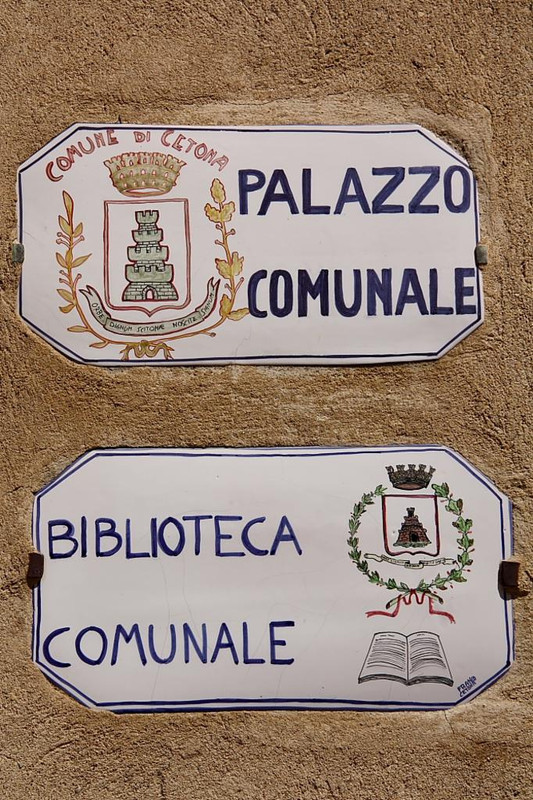 COMUNE DI CETONA
PALAZZO
COMUNALE
BIBLIOTECA
COMUNALE